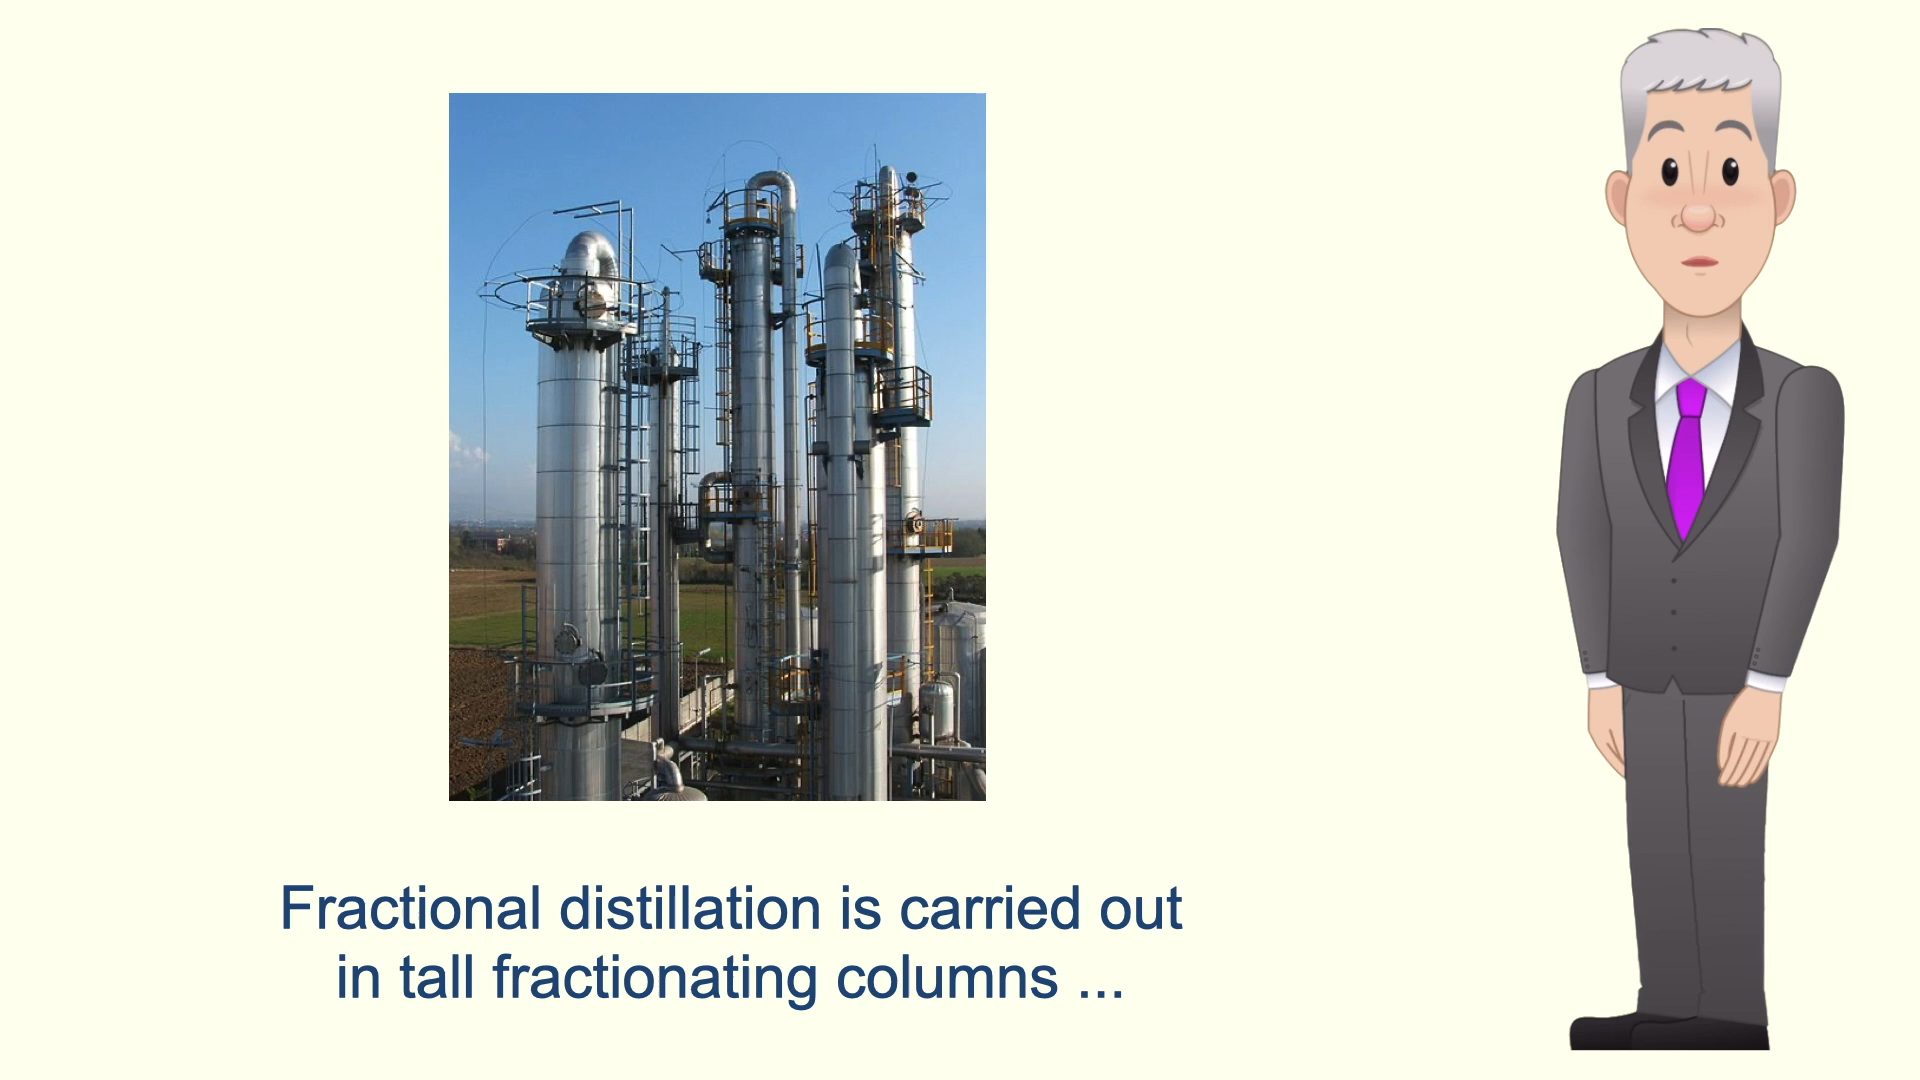 Fractional distillation is carried out
in tall fractionating columns ...